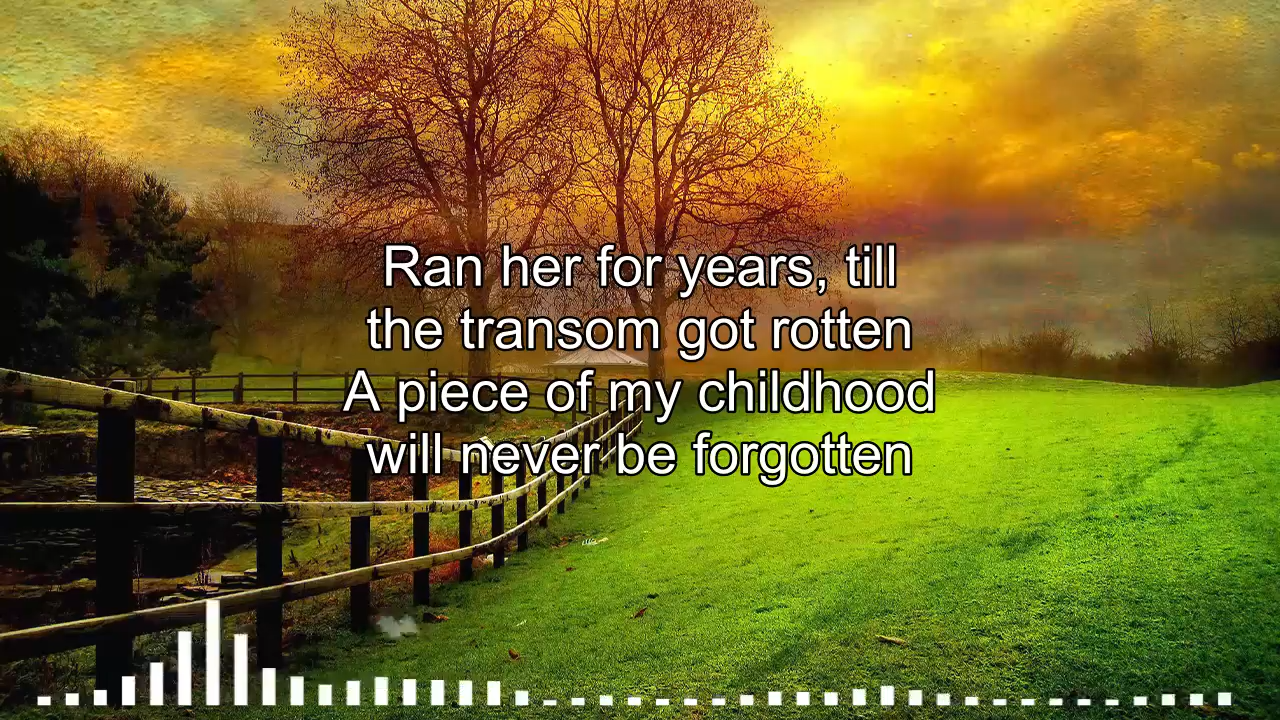 Ran her for years, till
the transom got rotten
A piece of my childhood
will never be forgotten